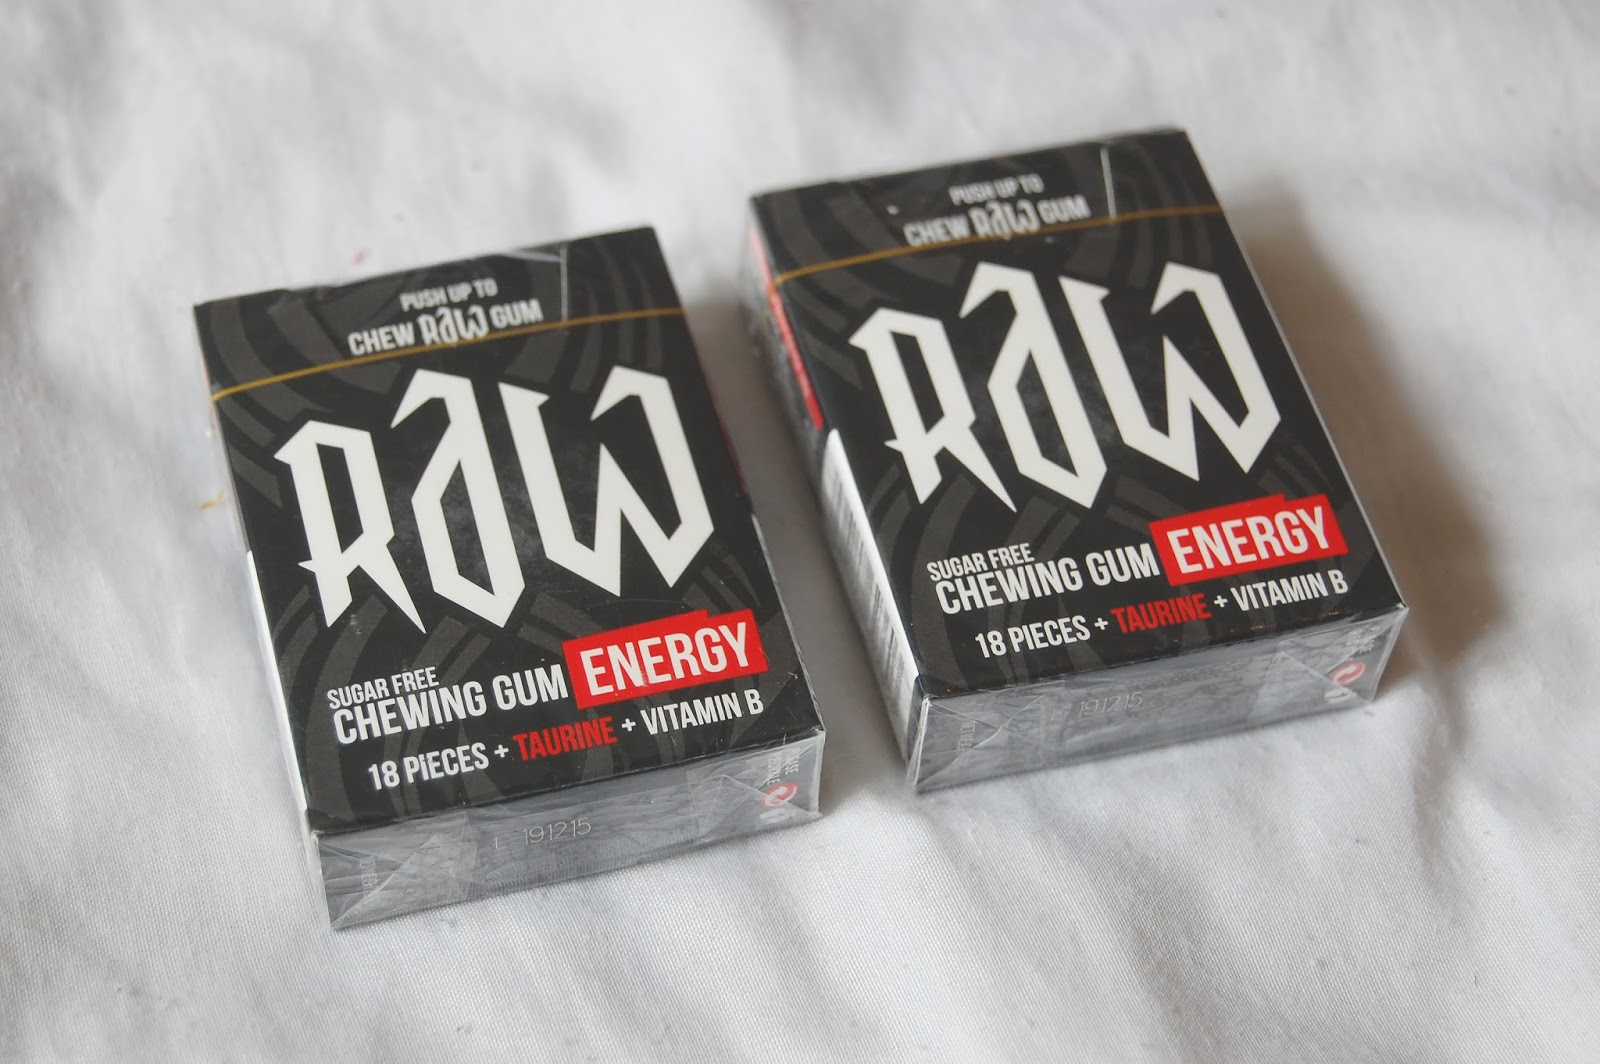 PUSH UP TO
CHEW RAW GUM
RAW
SUGAR FREE
CHEWING GUM ENERGY
18 PIECES + TAURINE + VITAMIN B
L 191215
PUSH UP TO
CHEW RAW GUM
RAW
SUGAR FREE
CHEWING GUM ENERGY
18 PIECES + TAURINE + VITAMIN B
191215